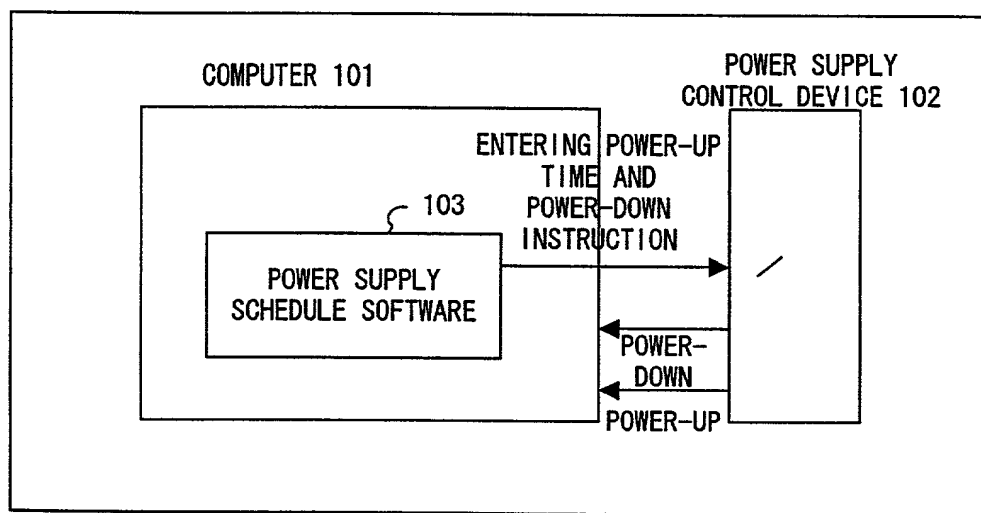 COMPUTER 101
POWER SUPPLY
CONTROL DEVICE 102
ENTERING POWER-UP
TIME AND
POWER-DOWN
INSTRUCTION
103
POWER SUPPLY
SCHEDULE SOFTWARE
POWER-
DOWN
POWER-UP